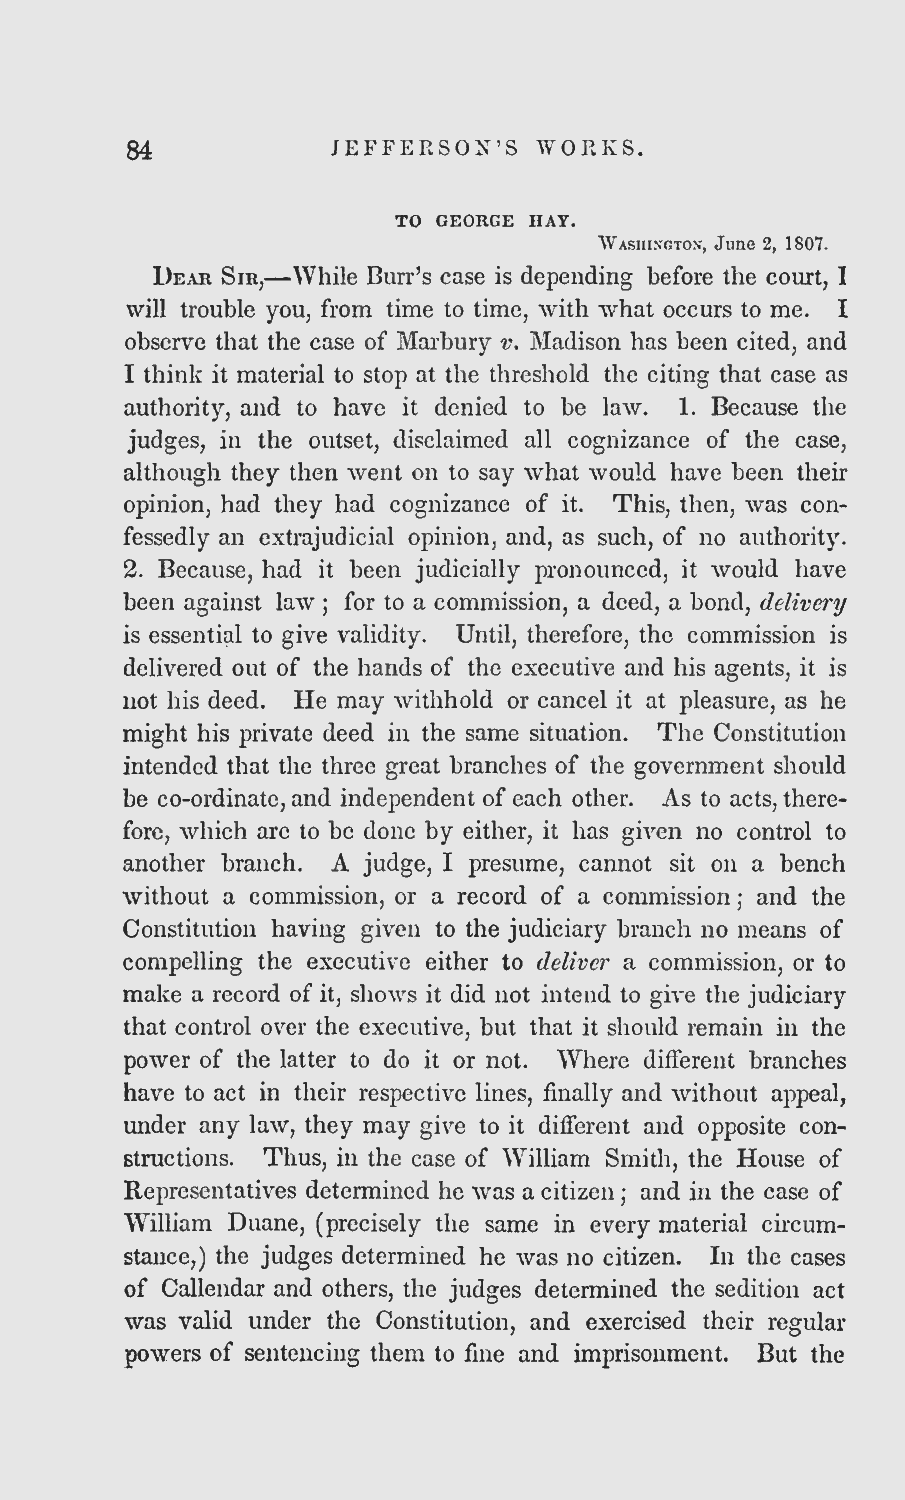 84 JEFFERSON'S WORKS.
TO GEORGE HAY.
WASHINGTON, June 2, 1807.
DEAR SIR,—While Burr's case is depending before the court, I
will trouble you, from time to time, with what occurs to me. I
observe that the case of Marbury v. Madison has been cited, and
I think it material to stop at the threshold the citing that case as
authority, and to have it denied to be law. 1. Because the
judges, in the outset, disclaimed all cognizance of the case,
although they then went on to say what would have been their
opinion, had they had cognizance of it. This, then, was con-
fessedly an extrajudicial opinion, and, as such, of no authority.
2. Because, had it been judicially pronounced, it would have
been against law; for to a commission, a deed, a bond, delivery
is essential to give validity. Until, therefore, the commission is
delivered out of the hands of the executive and his agents, it is
not his deed. He may withhold or cancel it at pleasure, as he
might his private deed in the same situation. The Constitution
intended that the three great branches of the government should
be co-ordinate, and independent of each other. As to acts, there-
fore, which are to be done by either, it has given no control to
another branch. A judge, I presume, cannot sit on a bench
without a commission, or a record of a commission; and the
Constitution having given to the judiciary branch no means of
compelling the executive either to deliver a commission, or to
make a record of it, shows it did not intend to give the judiciary
that control over the executive, but that it should remain in the
power of the latter to do it or not. Where different branches
have to act in their respective lines, finally and without appeal,
under any law, they may give to it different and opposite con-
structions. Thus, in the case of William Smith, the House of
Representatives determined he was a citizen; and in the case of
William Duane, (precisely the same in every material circum-
stance,) the judges determined he was no citizen. In the cases
of Callendar and others, the judges determined the sedition act
was valid under the Constitution, and exercised their regular
powers of sentencing them to fine and imprisonment. But the